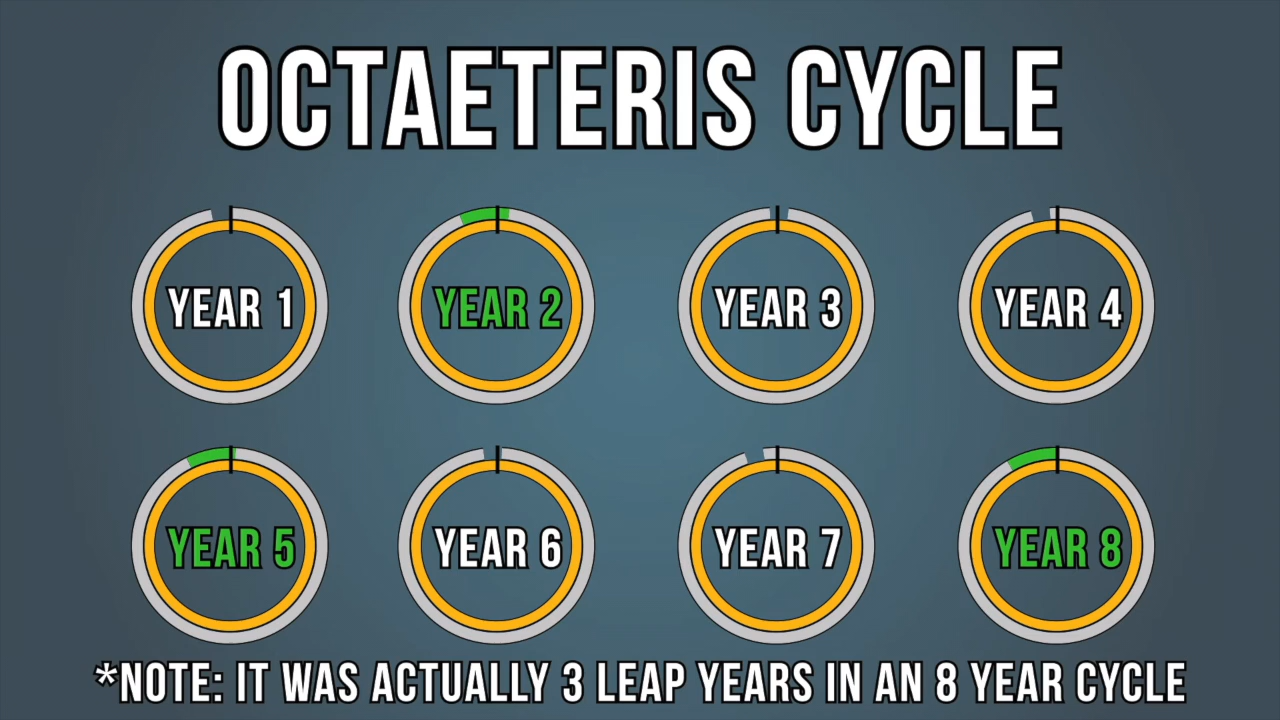 OCTAETERIS CYCLE
YEAR 1
YEAR 2
YEAR 3
YEAR 4
YEAR 5
YEAR 6
YEAR 7
YEAR 8
*NOTE: IT WAS ACTUALLY 3 LEAP YEARS IN AN 8 YEAR CYCLE